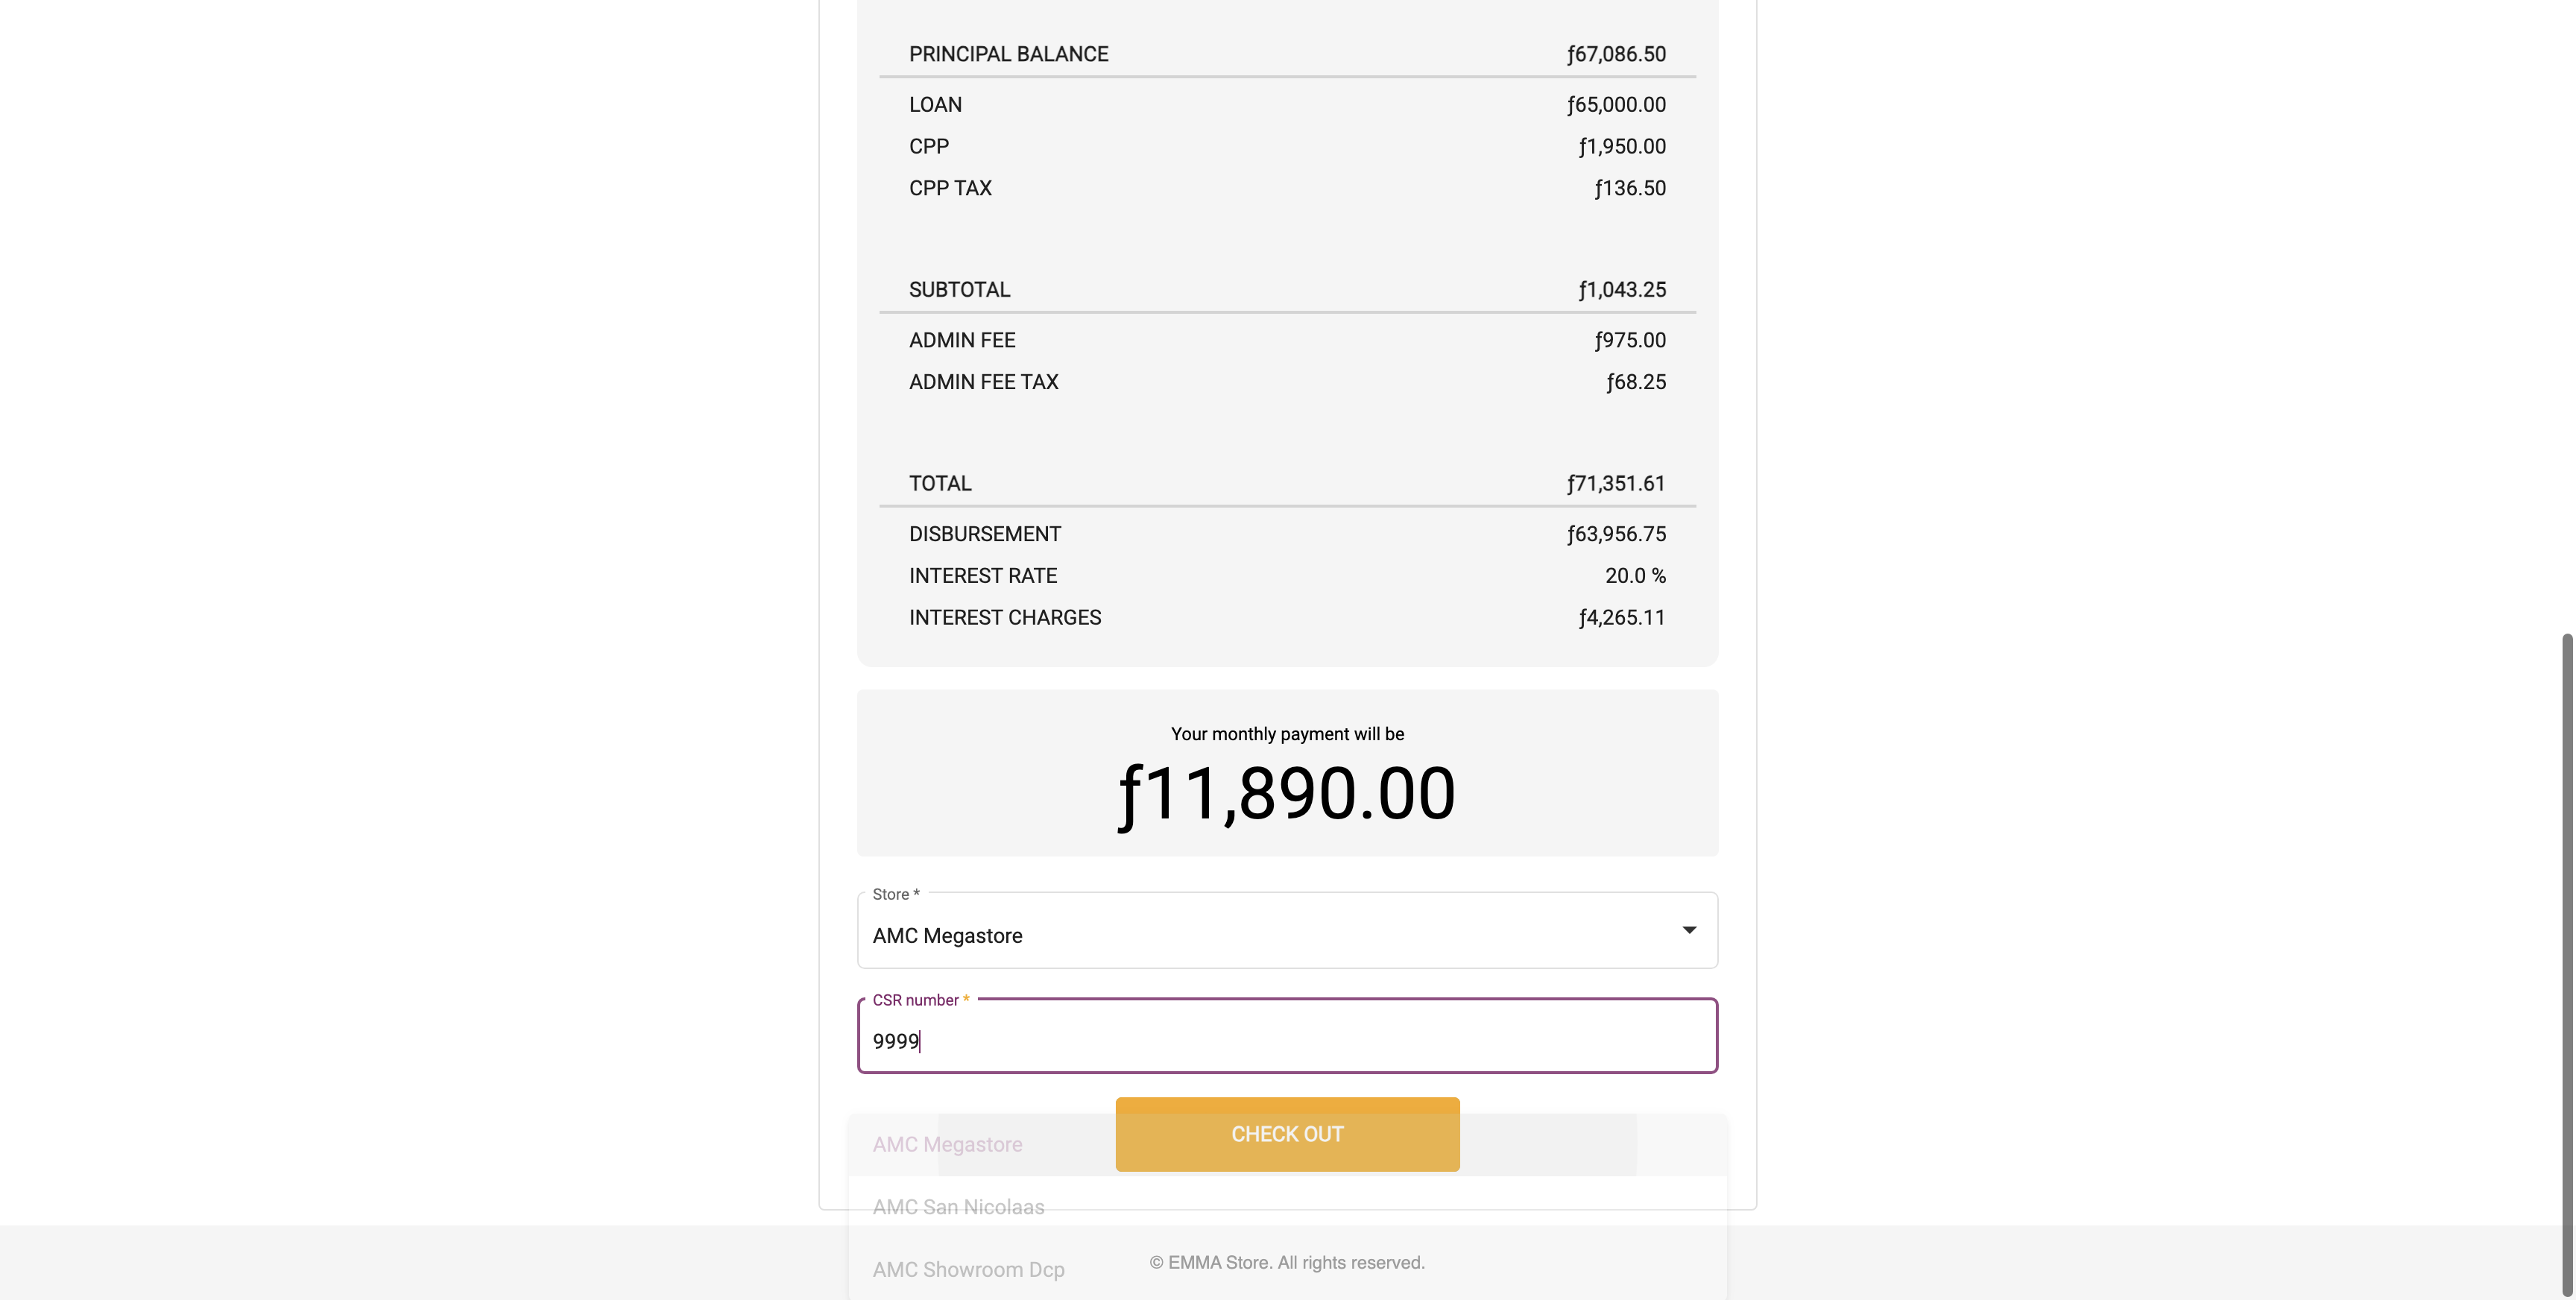 PRINCIPAL BALANCE ƒ67,086.50
LOAN ƒ65,000.00
CPP ƒ1,950.00
CPP TAX ƒ136.50
SUBTOTAL ƒ1,043.25
ADMIN FEE ƒ975.00
ADMIN FEE TAX ƒ68.25
TOTAL ƒ71,351.61
DISBURSEMENT ƒ63,956.75
INTEREST RATE 20.0 %
INTEREST CHARGES ƒ4,265.11
Your monthly payment will be
ƒ11,890.00
Store *
AMC Megastore
CSR number *
9999
CHECK OUT
AMC Megastore
AMC San Nicolaas
AMC Showroom Dcp
© EMMA Store. All rights reserved.